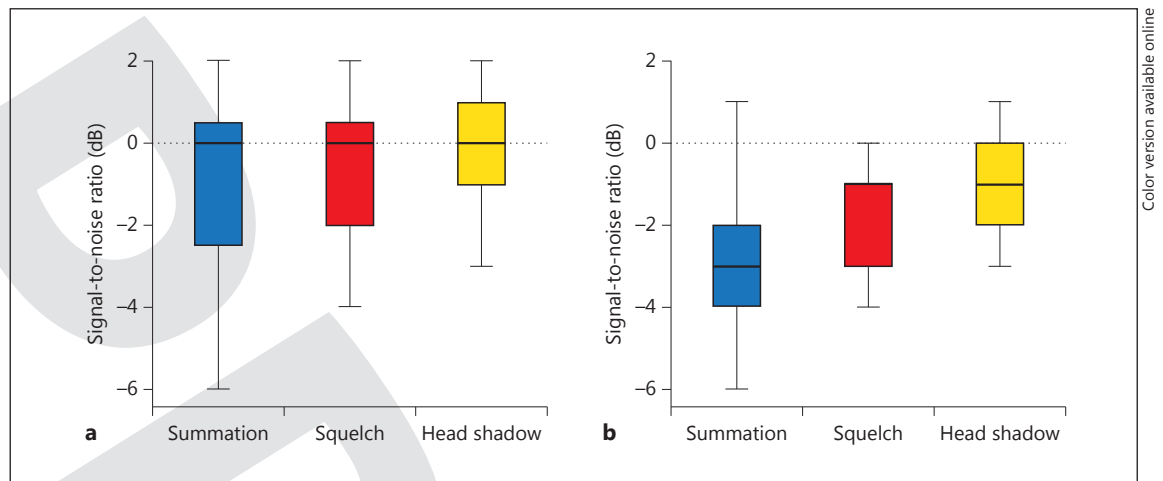 Color version available online
Signal-to-noise ratio (dB)
2
0
−2
−4
−6
a
Summation
Squelch
Head shadow
Signal-to-noise ratio (dB)
2
0
−2
−4
−6
b
Summation
Squelch
Head shadow